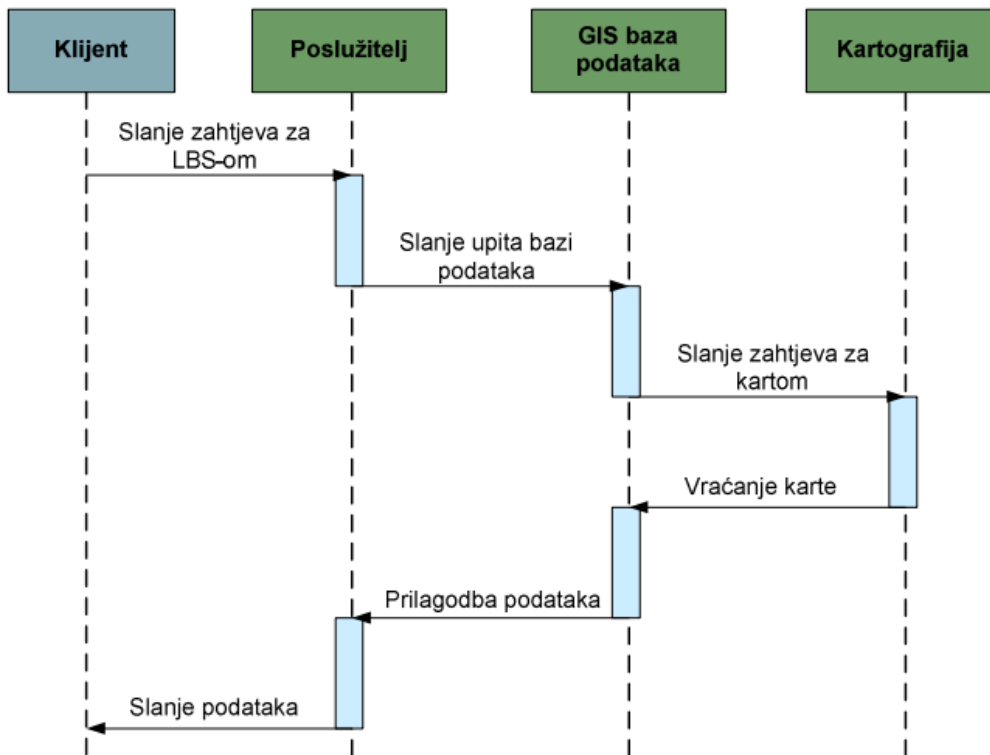 Klijent
Poslužitelj
GIS baza
podataka
Kartografija
Slanje zahtjeva za
LBS-om
Slanje upita bazi
podataka
Slanje zahtjeva za
kartom
Vraćanje karte
Prilagodba podataka
Slanje podataka